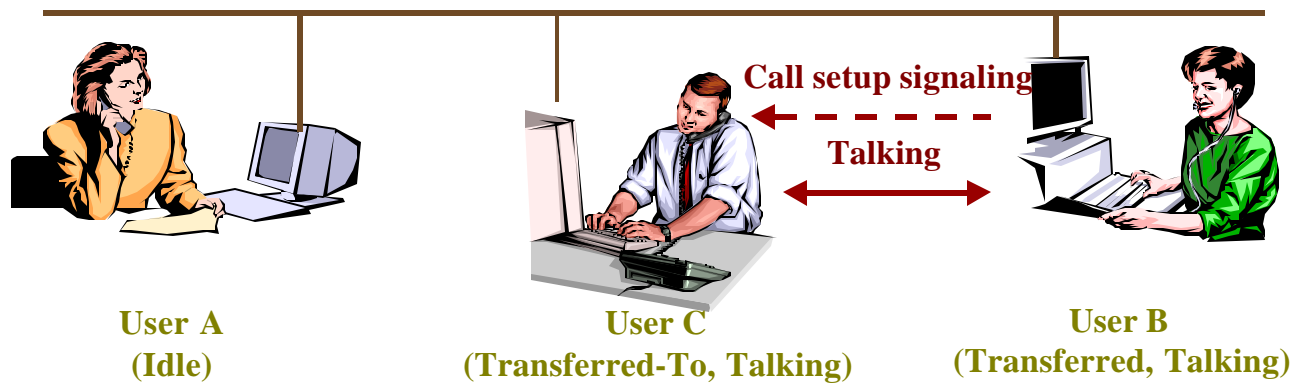 Call setup signaling
Talking
User A
(Idle)
User C
(Transferred-To, Talking)
User B
(Transferred, Talking)